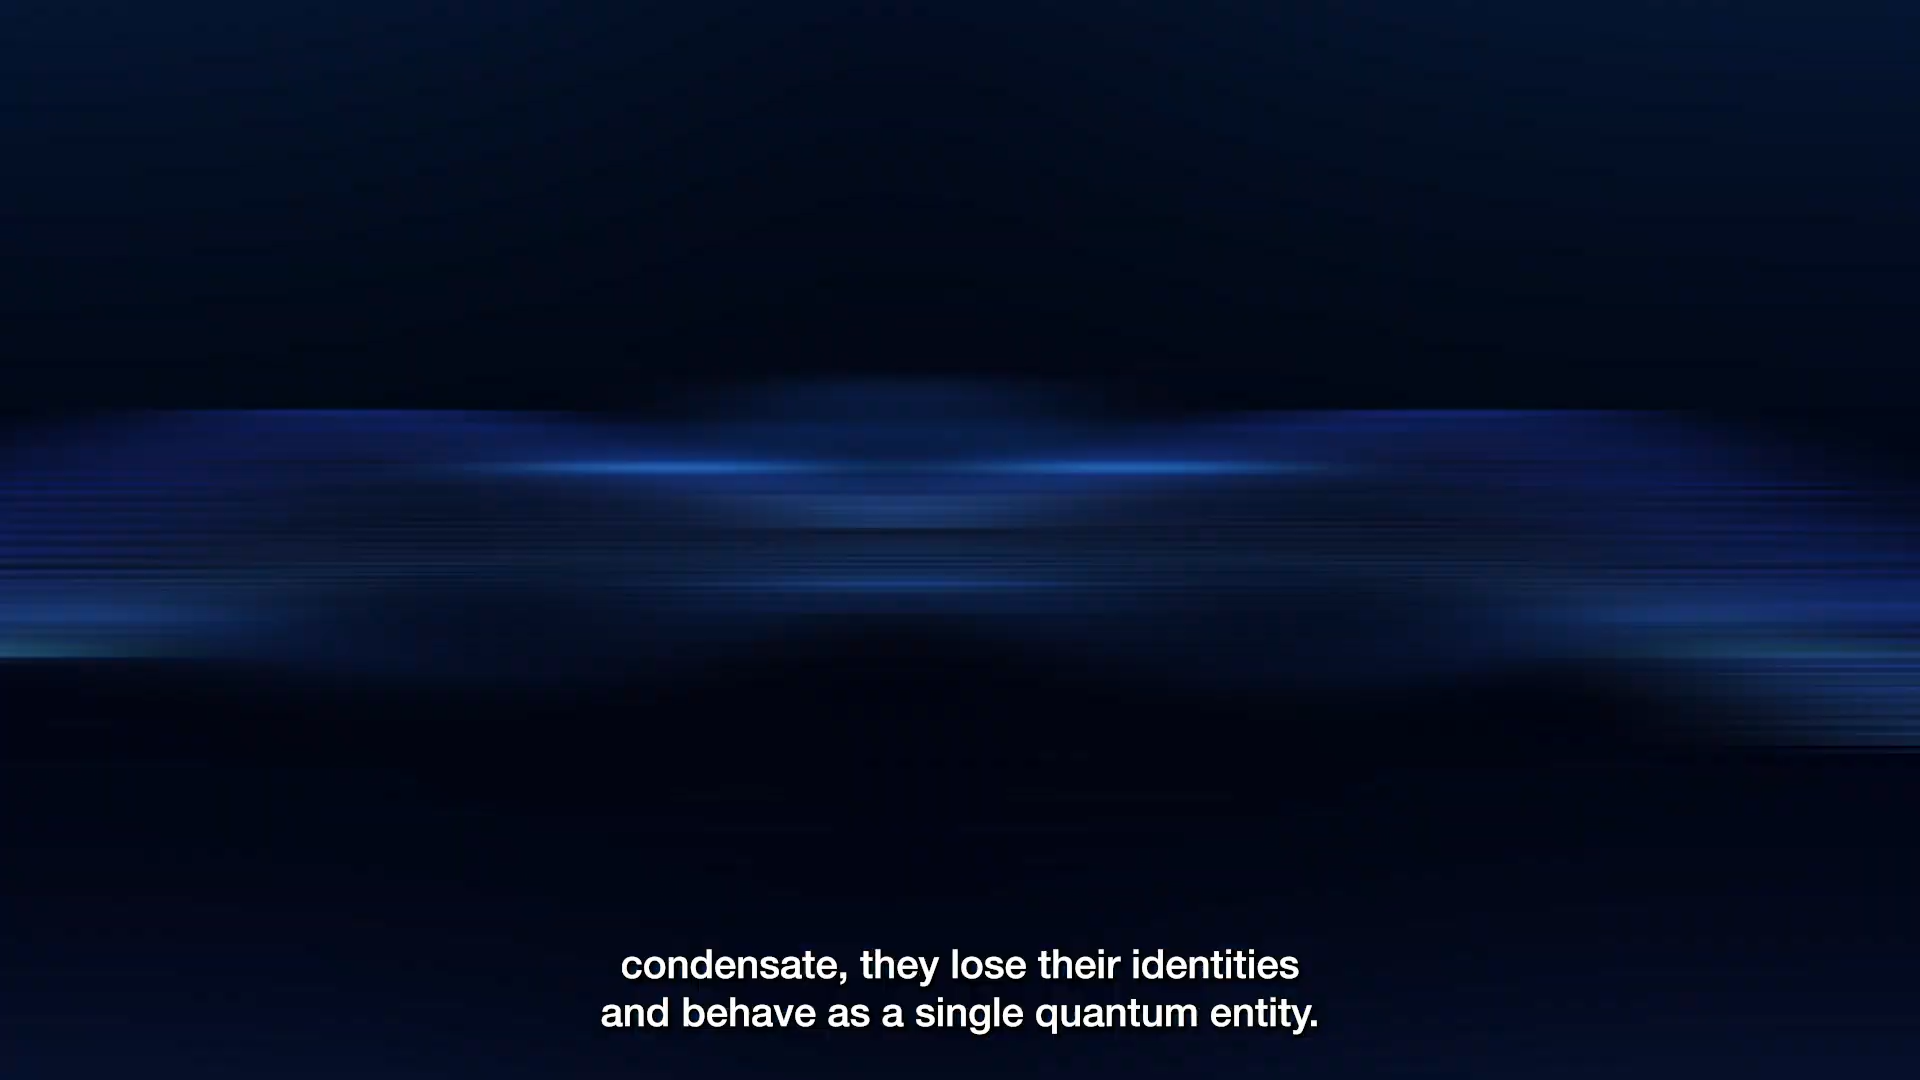 condensate, they lose their identities
and behave as a single quantum entity.